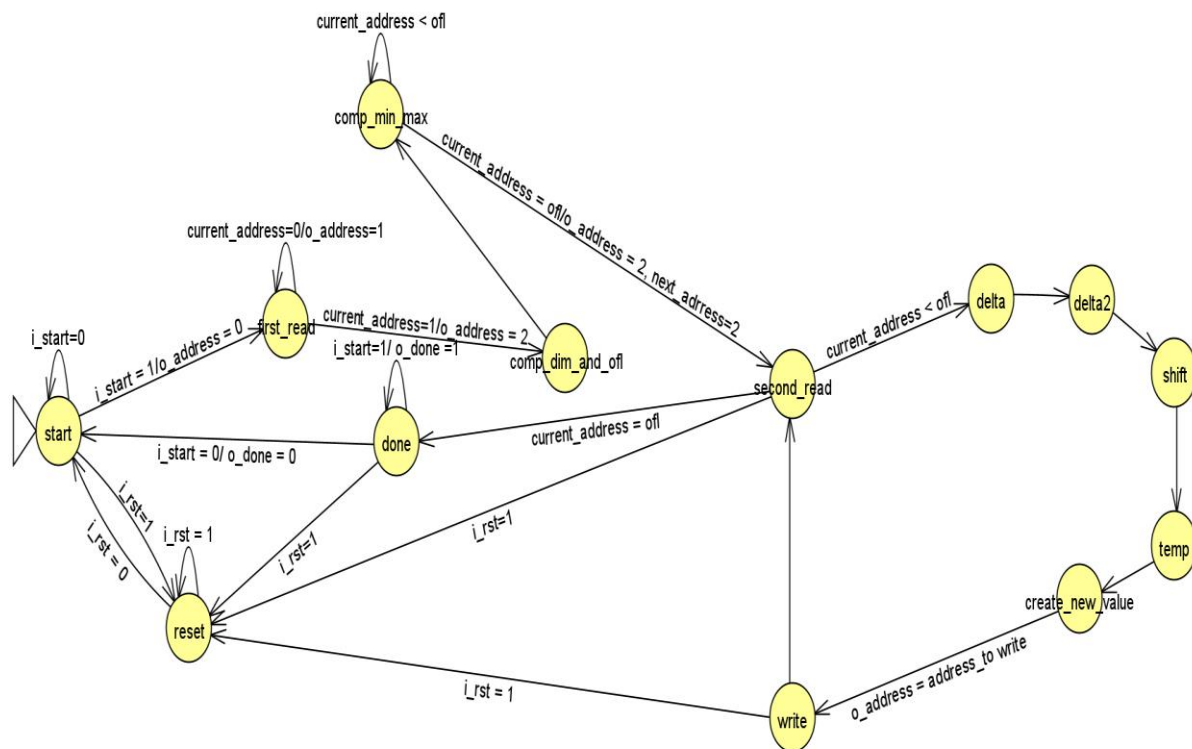 current_address < ofl
comp_min_max
current_address = ofl/o_address = 2, next_adrress=2
current_address=0/o_address=1
first_read
current_address=1/o_address = 2
comp_dim_and_ofl
i_start=0
i_start = 1/o_address = 0
i_start=1/ o_done =1
current_address < ofl
delta
delta2
shift
second_read
start
done
current_address = ofl
i_start = 0/ o_done = 0
i_rst=1
i_rst = 0
i_rst = 1
i_rst=1
i_rst=1
temp
create_new_value
reset
o_address = address_to write
i_rst = 1
write